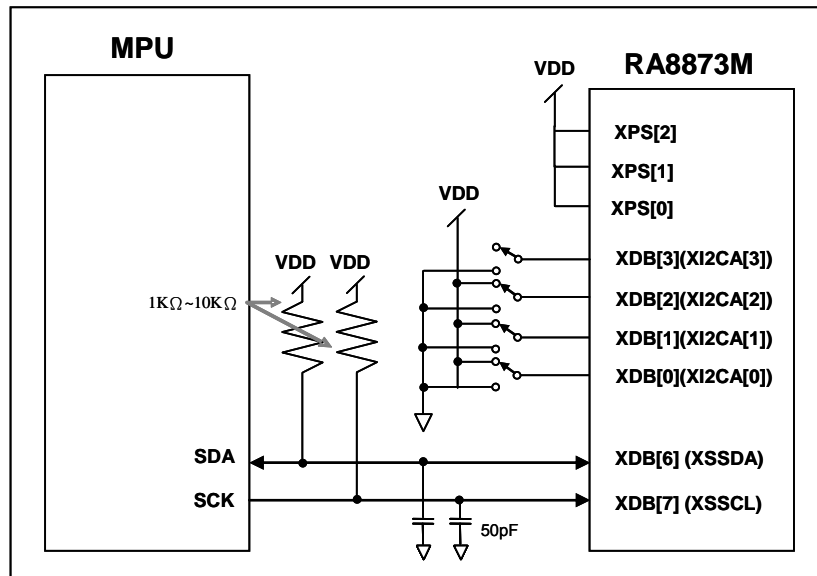 MPU
RA8873M
VDD
XPS[2]
XPS[1]
XPS[0]
VDD
XDB[3](XI2CA[3])
VDD VDD
XDB[2](XI2CA[2])
1KΩ~10KΩ
XDB[1](XI2CA[1])
XDB[0](XI2CA[0])
SDA
XDB[6] (XSSDA)
SCK
XDB[7] (XSSCL)
50pF